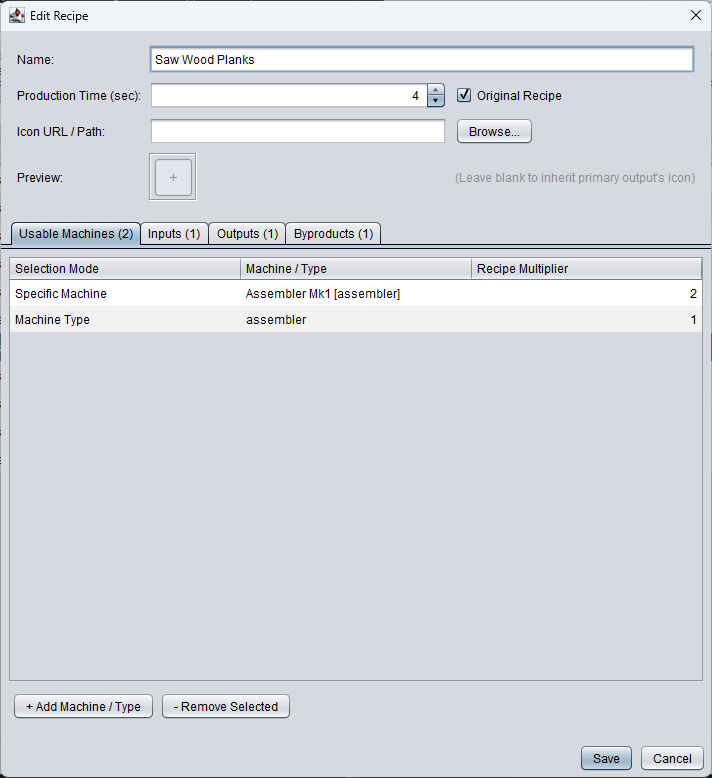 Edit Recipe
Name: Saw Wood Planks
Production Time (sec): 4 Original Recipe
Icon URL / Path: Browse...
Preview: + (Leave blank to inherit primary output's icon)
Usable Machines (2) Inputs (1) Outputs (1) Byproducts (1)
Selection Mode Machine / Type Recipe Multiplier
Specific Machine Assembler Mk1 [assembler] 2
Machine Type assembler 1
+ Add Machine / Type - Remove Selected
Save Cancel